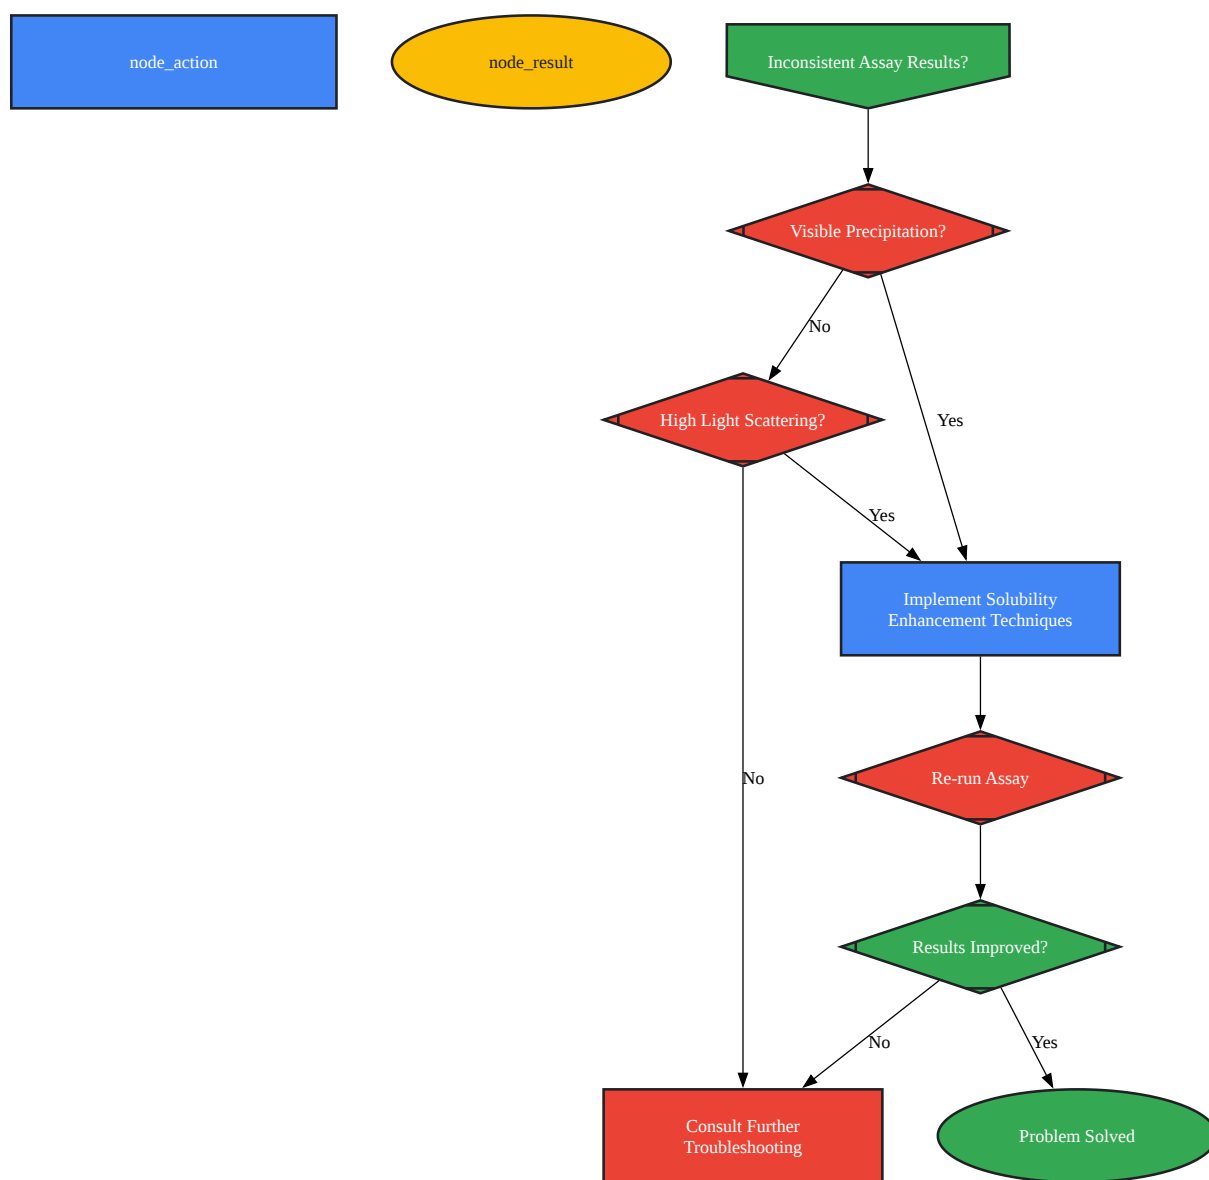 node_action
node_result
Inconsistent Assay Results?
Visible Precipitation?
No
High Light Scattering?
Yes
Yes
Implement Solubility
Enhancement Techniques
No
Re-run Assay
Results Improved?
No
Yes
Consult Further
Troubleshooting
Problem Solved